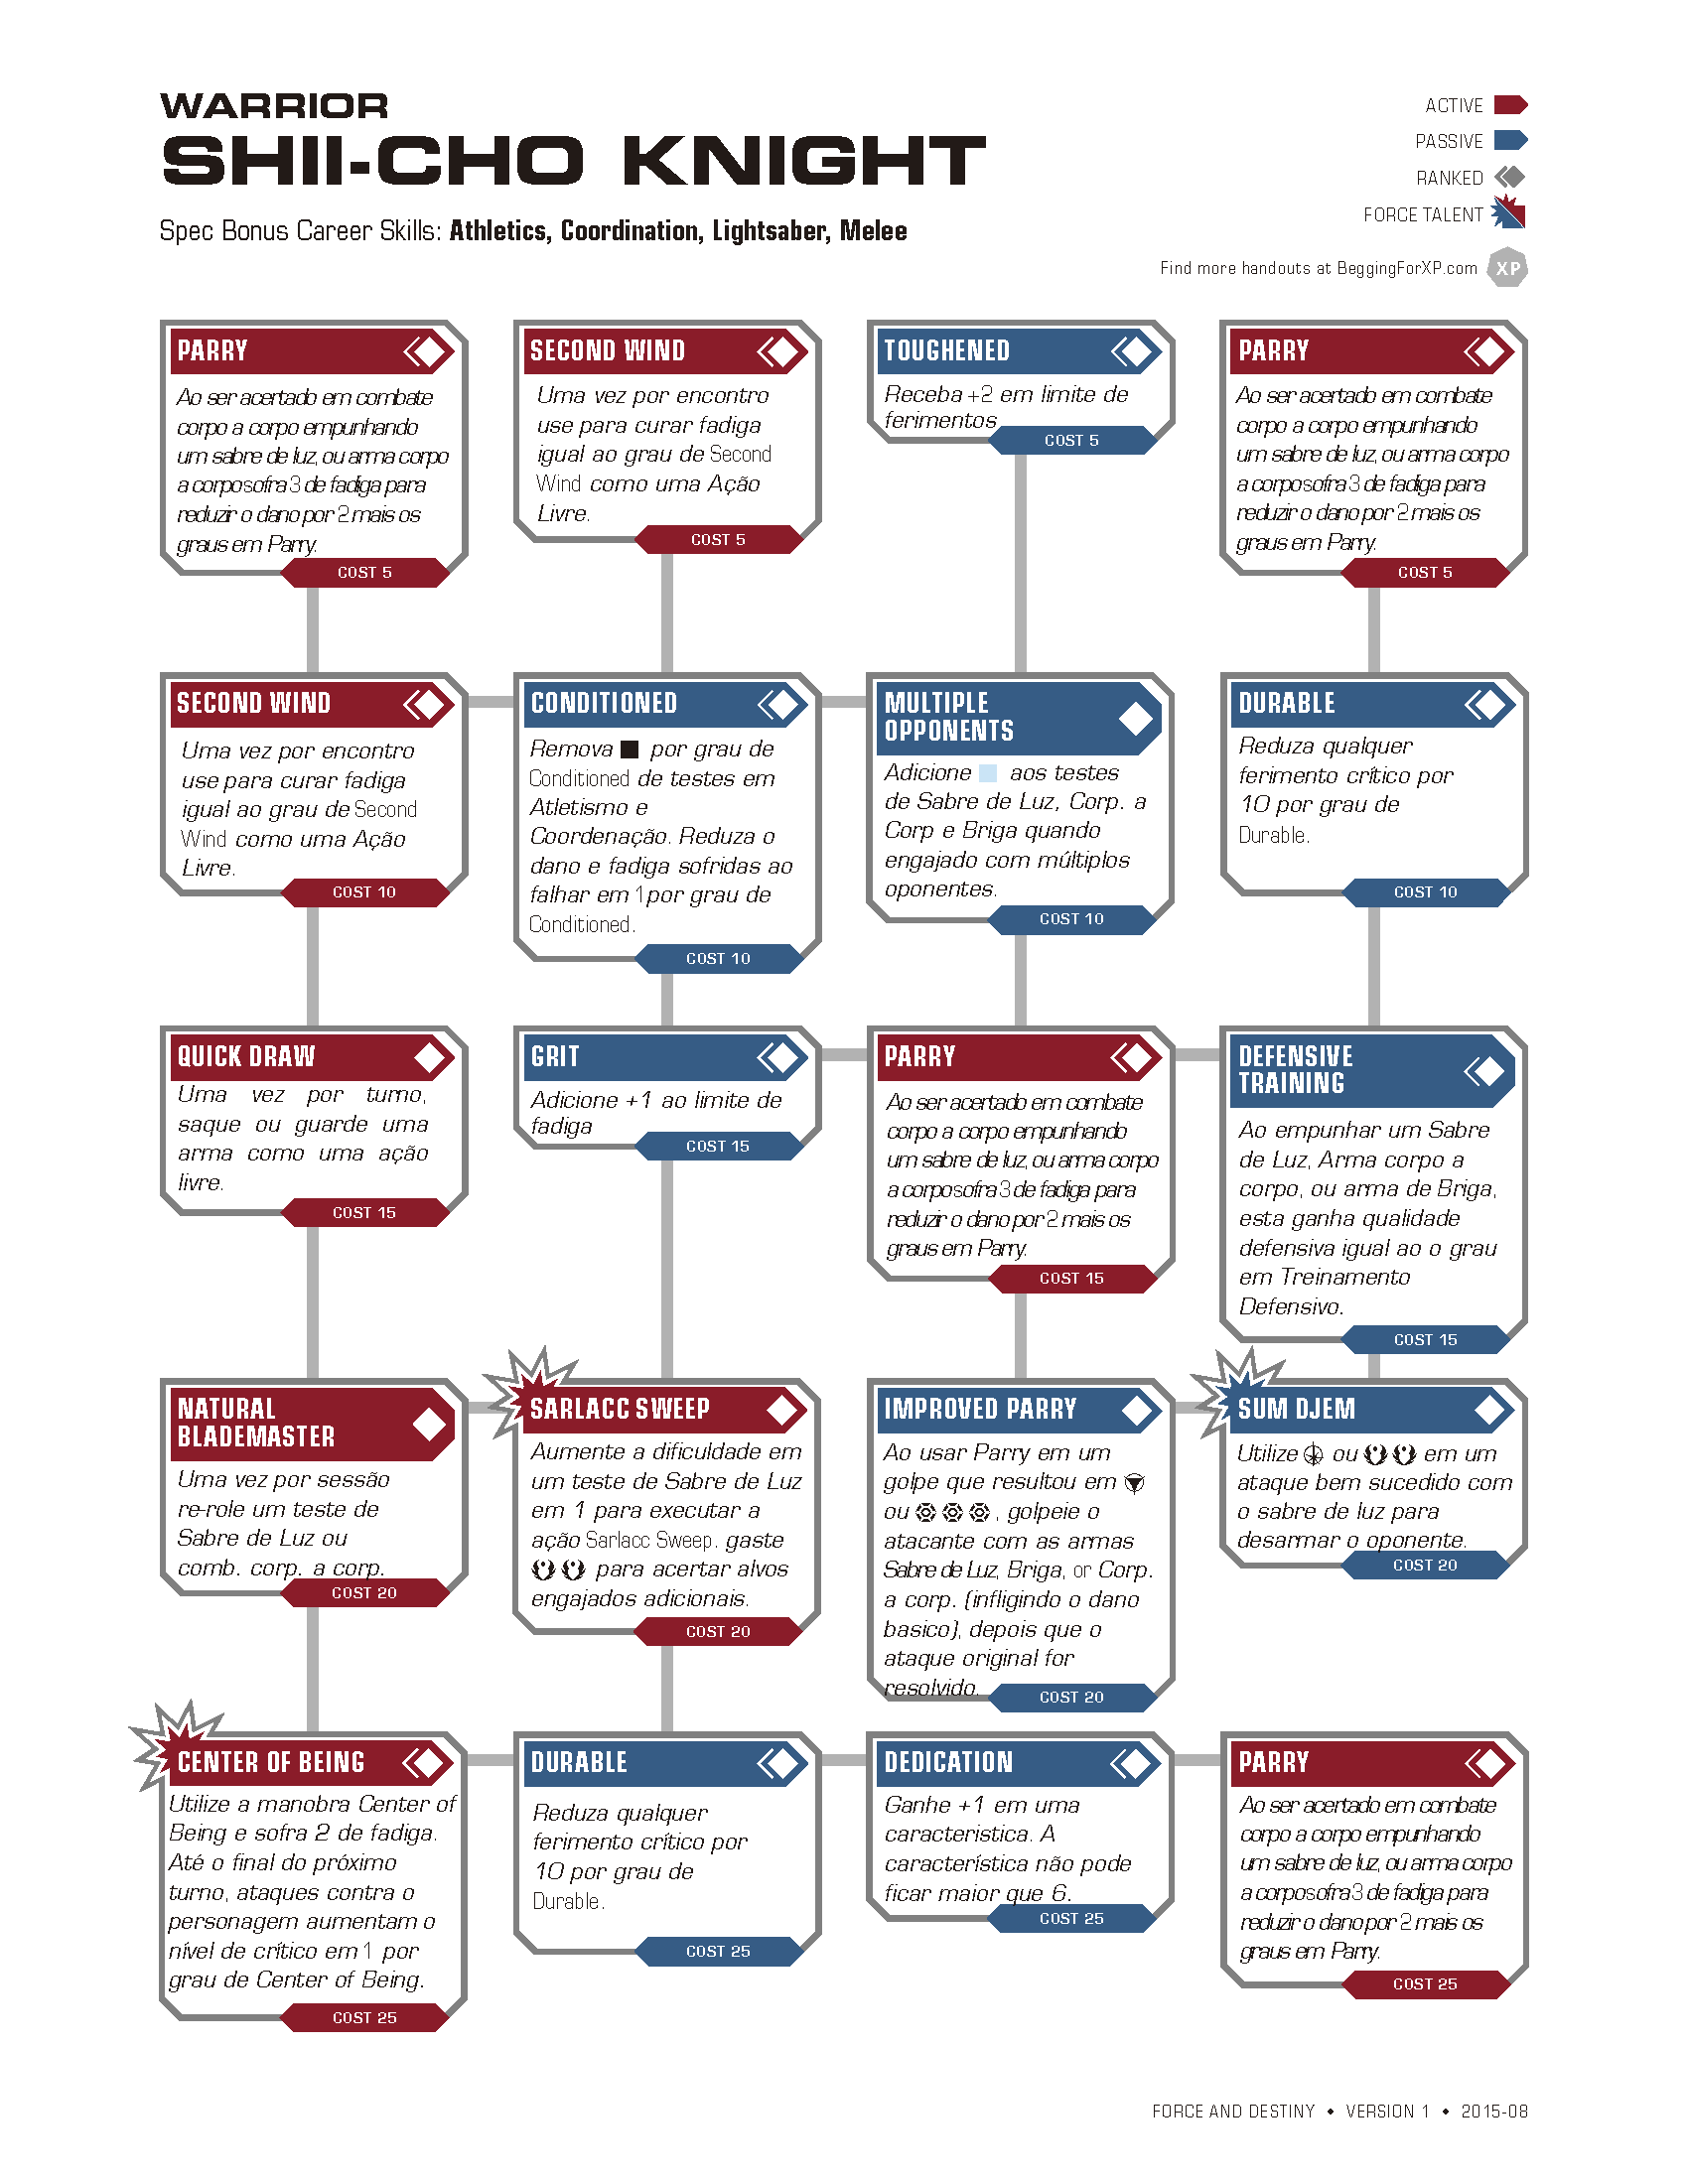 WARRIOR
SHII-CHO KNIGHT
Spec Bonus Career Skills: Athletics, Coordination, Lightsaber, Melee
ACTIVE
PASSIVE
RANKED
FORCE TALENT
Find more handouts at BeggingForXP.com XP
PARRY
Ao ser acertado em combate
corpo a corpo empunhando
um sabre de luz, ou arma corpo
a corpo sofra 3 de fadiga para
reduzir o dano por 2 mais os
graus em Parry.
COST 5
SECOND WIND
Uma vez por encontro
use para curar fadiga
igual ao grau de Second
Wind como uma Ação
Livre.
COST 5
TOUGHENED
Receba +2 em limite de
ferimentos
COST 5
PARRY
Ao ser acertado em combate
corpo a corpo empunhando
um sabre de luz, ou arma corpo
a corpo sofra 3 de fadiga para
reduzir o dano por 2 mais os
graus em Parry.
COST 5
SECOND WIND
Uma vez por encontro
use para curar fadiga
igual ao grau de Second
Wind como uma Ação
Livre.
COST 10
CONDITIONED
Remova por grau de
Conditioned de testes em
Atletismo e
Coordenação. Reduza o
dano e fadiga sofridas ao
falhar em 1 por grau de
Conditioned.
COST 10
MULTIPLE
OPPONENTS
Adicione aos testes
de Sabre de Luz, Corp. a
Corp e Briga quando
engajado com múltiplos
oponentes.
COST 10
DURABLE
Reduza qualquer
ferimento crítico por
10 por grau de
Durable.
COST 10
QUICK DRAW
Uma vez por turno,
saque ou guarde uma
arma como uma ação
livre.
COST 15
GRIT
Adicione +1 ao limite de
fadiga
COST 15
PARRY
Ao ser acertado em combate
corpo a corpo empunhando
um sabre de luz, ou arma corpo
a corpo sofra 3 de fadiga para
reduzir o dano por 2 mais os
graus em Parry.
COST 15
DEFENSIVE
TRAINING
Ao empunhar um Sabre
de Luz, Arma corpo a
corpo, ou arma de Briga,
esta ganha qualidade
defensiva igual ao o grau
em Treinamento
Defensivo.
COST 15
NATURAL
BLADEMASTER
Uma vez por sessão
re-role um teste de
Sabre de Luz ou
comb. corp. a corp.
COST 20
SARLACC SWEEP
Aumente a dificuldade em
um teste de Sabre de Luz
em 1 para executar a
ação Sarlacc Sweep. gaste
para acertar alvos
engajados adicionais.
COST 20
IMPROVED PARRY
Ao usar Parry em um
golpe que resultou em
ou , golpeie o
atacante com as armas
Sabre de Luz, Briga, or Corp.
a corp. (infligindo o dano
basico), depois que o
ataque original for
resolvido.
COST 20
SUM DJEM
Utilize ou em um
ataque bem sucedido com
o sabre de luz para
desarmar o oponente.
COST 20
CENTER OF BEING
Utilize a manobra Center of
Being e sofra 2 de fadiga.
Até o final do próximo
turno, ataques contra o
personagem aumentam o
nível de crítico em 1 por
grau de Center of Being.
COST 25
DURABLE
Reduza qualquer
ferimento crítico por
10 por grau de
Durable.
COST 25
DEDICATION
Ganhe +1 em uma
caracteristica. A
característica não pode
ficar maior que 6.
COST 25
PARRY
Ao ser acertado em combate
corpo a corpo empunhando
um sabre de luz, ou arma corpo
a corpo sofra 3 de fadiga para
reduzir o dano por 2 mais os
graus em Parry.
COST 25
FORCE AND DESTINY • VERSION 1 • 2015-08